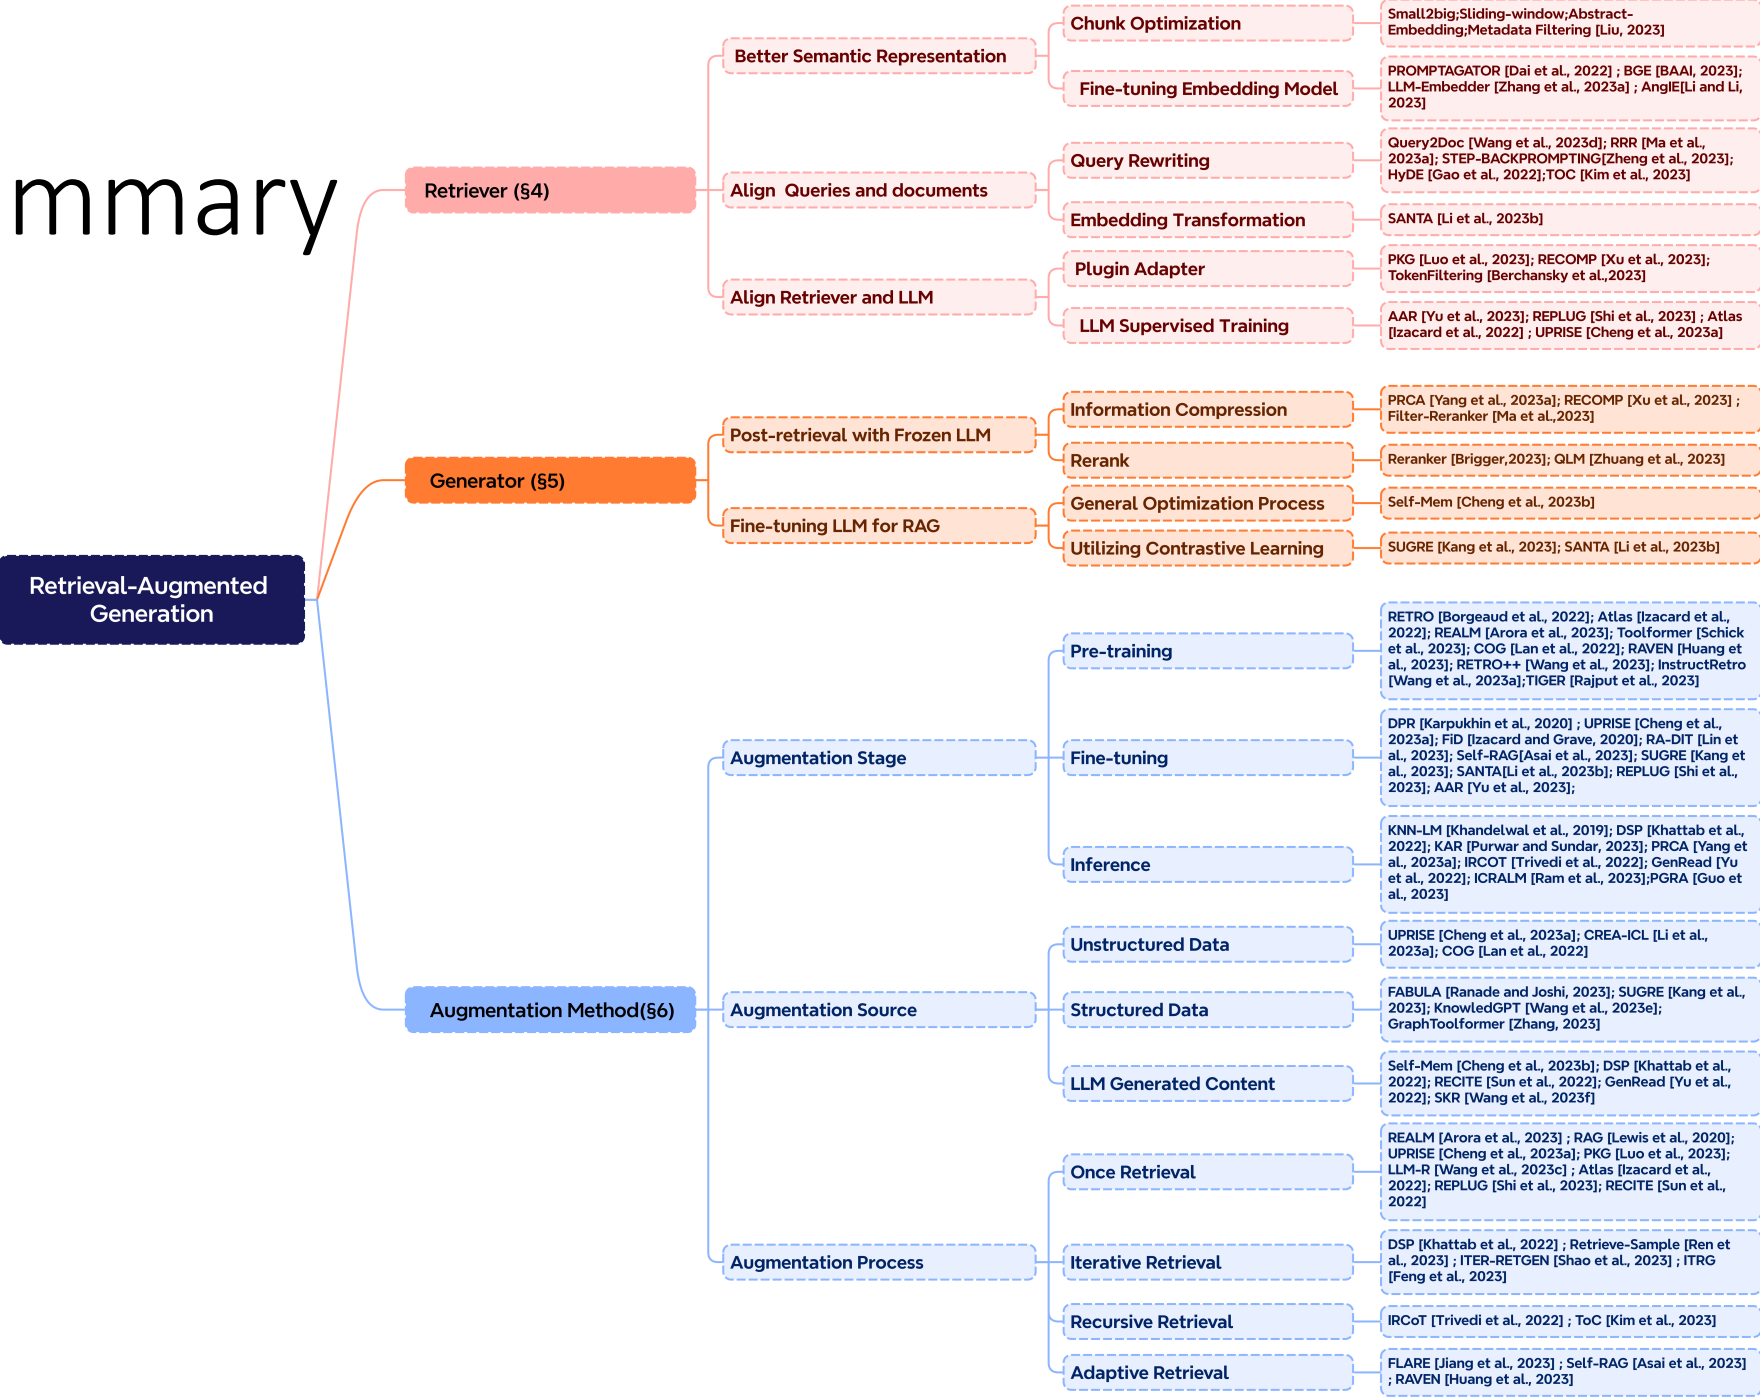 mmary
Retrieval-Augmented
Generation
Retriever (§4)
Better Semantic Representation
Chunk Optimization
Small2big;Sliding-window;Abstract-
Embedding;Metadata Filtering [Liu, 2023]
Fine-tuning Embedding Model
PROMPTAGATOR [Dai et al., 2022] ; BGE [BAAI, 2023];
LLM-Embedder [Zhang et al., 2023a] ; AngIE[Li and Li,
2023]
Align  Queries and documents
Query Rewriting
Query2Doc [Wang et al., 2023d]; RRR [Ma et al.,
2023a]; STEP-BACKPROMPTING[Zheng et al., 2023];
HyDE [Gao et al., 2022];TOC [Kim et al., 2023]
Embedding Transformation
SANTA [Li et al., 2023b]
Align Retriever and LLM
Plugin Adapter
PKG [Luo et al., 2023]; RECOMP [Xu et al., 2023];
TokenFiltering [Berchansky et al.,2023]
LLM Supervised Training
AAR [Yu et al., 2023]; REPLUG [Shi et al., 2023] ; Atlas
[Izacard et al., 2022] ; UPRISE [Cheng et al., 2023a]
Generator (§5)
Post-retrieval with Frozen LLM
Information Compression
PRCA [Yang et al., 2023a]; RECOMP [Xu et al., 2023] ;
Filter-Reranker [Ma et al.,2023]
Rerank
Reranker [Brigger,2023]; QLM [Zhuang et al., 2023]
Fine-tuning LLM for RAG
General Optimization Process
Self-Mem [Cheng et al., 2023b]
Utilizing Contrastive Learning
SUGRE [Kang et al., 2023]; SANTA [Li et al., 2023b]
Augmentation Method(§6)
Augmentation Stage
Pre-training
RETRO [Borgeaud et al., 2022]; Atlas [Izacard et al.,
2022]; REALM [Arora et al., 2023]; Toolformer [Schick
et al., 2023]; COG [Lan et al., 2022]; RAVEN [Huang et
al., 2023]; RETRO++ [Wang et al., 2023]; InstructRetro
[Wang et al., 2023a];TIGER [Rajput et al., 2023]
Fine-tuning
DPR [Karpukhin et al., 2020] ; UPRISE [Cheng et al.,
2023a]; FiD [Izacard and Grave, 2020]; RA-DIT [Lin et
al., 2023]; Self-RAG[Asai et al., 2023]; SUGRE [Kang et
al., 2023]; SANTA[Li et al., 2023b]; REPLUG [Shi et al.,
2023]; AAR [Yu et al., 2023];
Inference
KNN-LM [Khandelwal et al., 2019]; DSP [Khattab et al.,
2022]; KAR [Purwar and Sundar, 2023]; PRCA [Yang et
al., 2023a]; IRCOT [Trivedi et al., 2022]; GenRead [Yu
et al., 2022]; ICRALM [Ram et al., 2023];PGRA [Guo et
al., 2023]
Augmentation Source
Unstructured Data
UPRISE [Cheng et al., 2023a]; CREA-ICL [Li et al.,
2023a]; COG [Lan et al., 2022]
Structured Data
FABULA [Ranade and Joshi, 2023]; SUGRE [Kang et al.,
2023]; KnowledGPT [Wang et al., 2023e];
GraphToolformer [Zhang, 2023]
LLM Generated Content
Self-Mem [Cheng et al., 2023b]; DSP [Khattab et al.,
2022]; RECITE [Sun et al., 2022]; GenRead [Yu et al.,
2022]; SKR [Wang et al., 2023f]
Augmentation Process
Once Retrieval
REALM [Arora et al., 2023] ; RAG [Lewis et al., 2020];
UPRISE [Cheng et al., 2023a]; PKG [Luo et al., 2023];
LLM-R [Wang et al., 2023c] ; Atlas [Izacard et al.,
2022]; REPLUG [Shi et al., 2023]; RECITE [Sun et al.,
2022]
Iterative Retrieval
DSP [Khattab et al., 2022] ; Retrieve-Sample [Ren et
al., 2023] ; ITER-RETGEN [Shao et al., 2023] ; ITRG
[Feng et al., 2023]
Recursive Retrieval
IRCoT [Trivedi et al., 2022] ; ToC [Kim et al., 2023]
Adaptive Retrieval
FLARE [Jiang et al., 2023] ; Self-RAG [Asai et al., 2023]
; RAVEN [Huang et al., 2023]